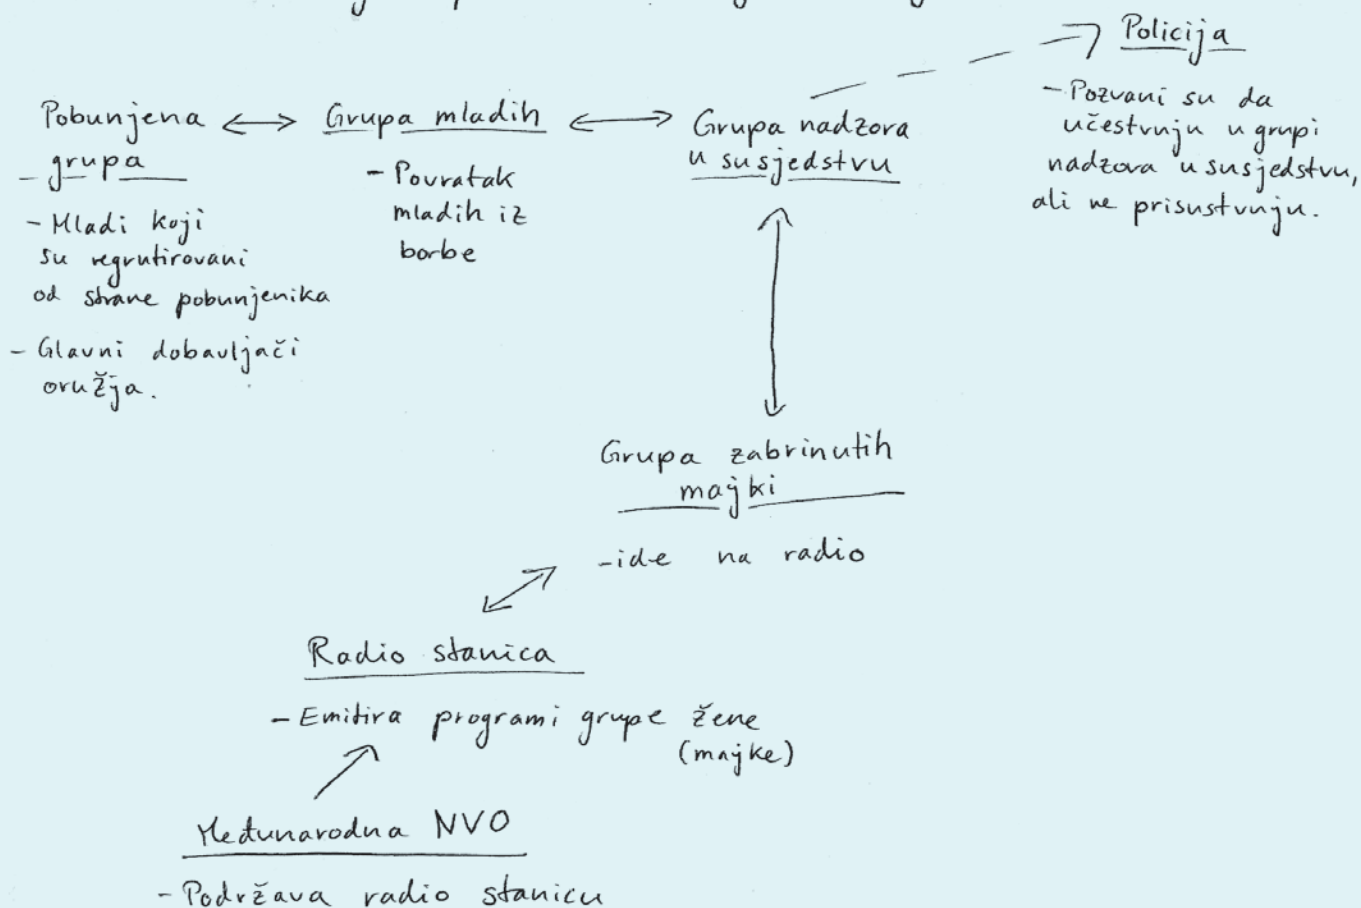 Policija
- Pozvani su da
učestvuju u grupi
nadzora u susjedstvu,
ali ne prisustvuju.
Pobunjena
grupa
- Mladi koji
su regrutirovani
od strane pobunjenika
- Glavni dobavljači
oružja.
Grupa mladih
- Povratak
mladih iz
borbe
Grupa nadzora
u susjedstvu
Grupa zabrinutih
majki
- ide na radio
Radio stanica
- Emitira programi grupe žene
(majke)
Međunarodna NVO
- Podržava radio stanicu